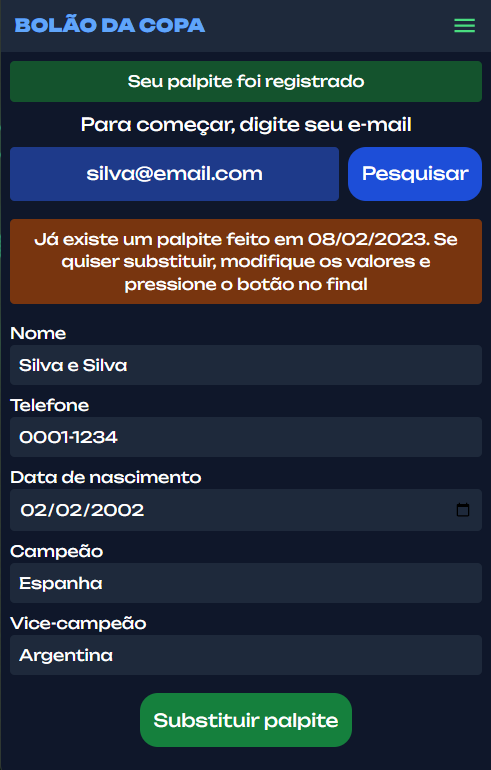 BOLÃO DA COPA
Seu palpite foi registrado
Para começar, digite seu e-mail
silva@email.com
Pesquisar
Já existe um palpite feito em 08/02/2023. Se
quiser substituir, modifique os valores e
pressione o botão no final
Nome
Silva e Silva
Telefone
0001-1234
Data de nascimento
02/02/2002
Campeão
Espanha
Vice-campeão
Argentina
Substituir palpite